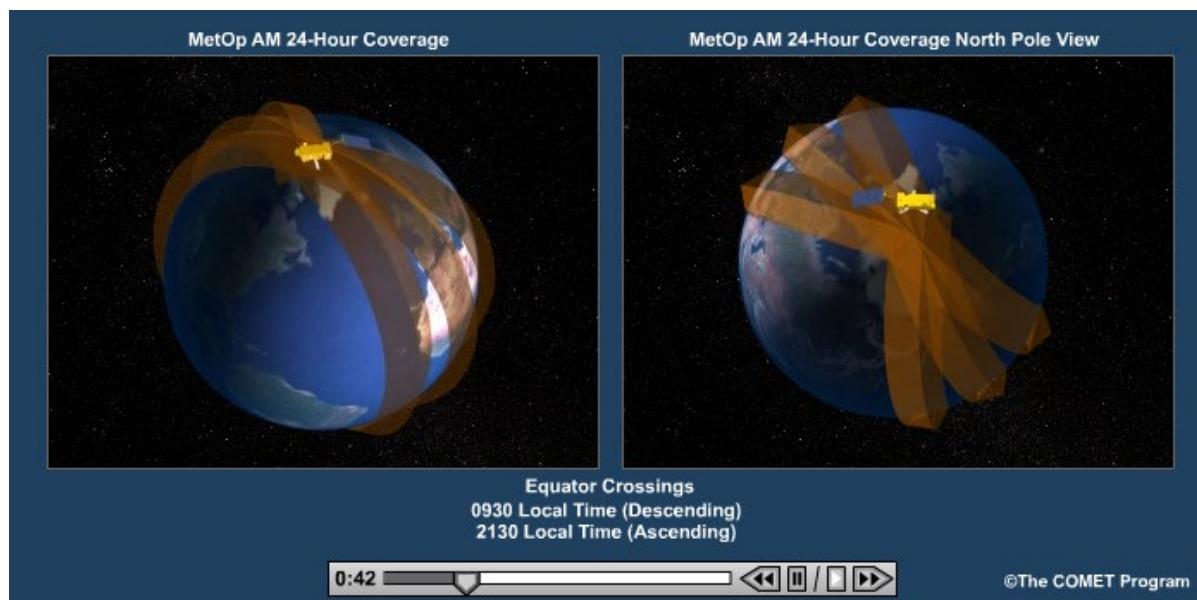 MetOp AM 24-Hour Coverage
MetOp AM 24-Hour Coverage North Pole View
Equator Crossings
0930 Local Time (Descending)
2130 Local Time (Ascending)
0:42
©The COMET Program